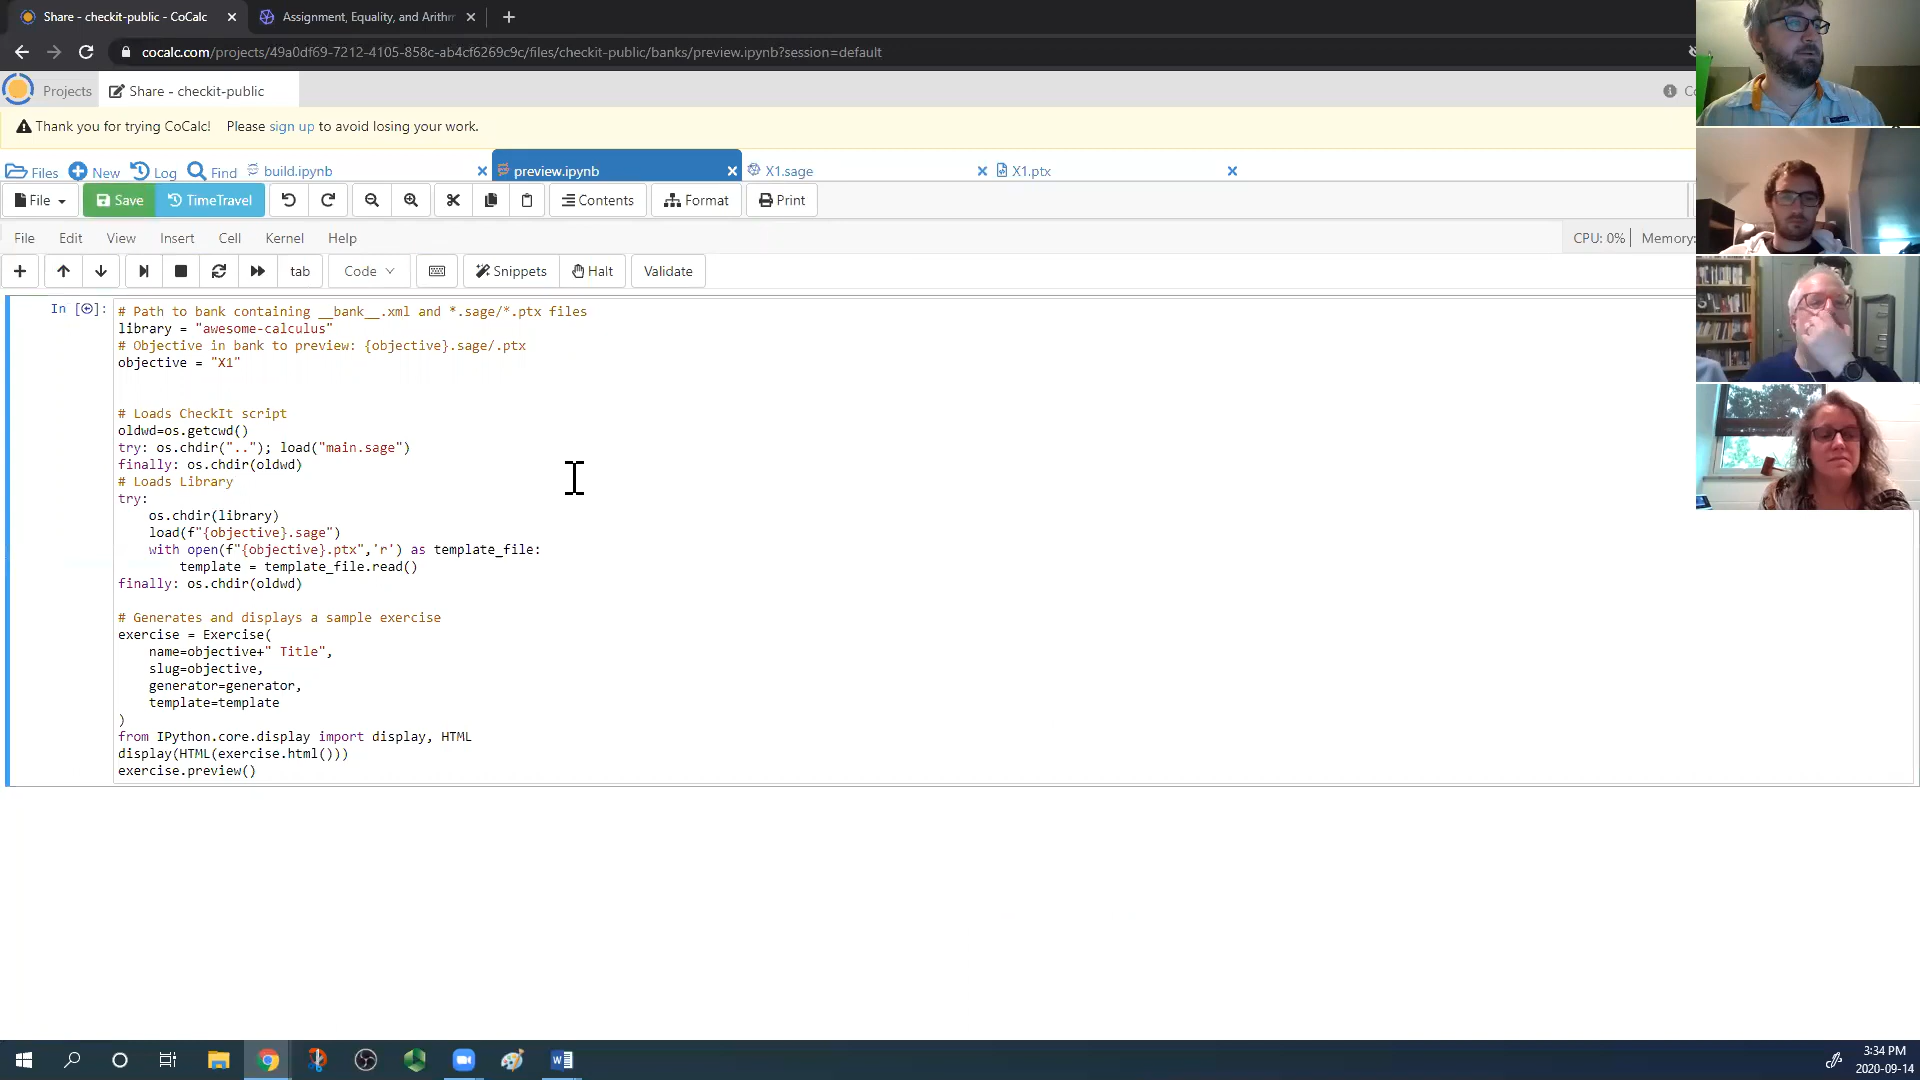 Share - checkit-public - CoCalc
Assignment, Equality, and Arithm
cocalc.com/projects/49a0df69-7212-4105-858c-ab4cf6269c9c/files/checkit-public/banks/preview.ipynb?session=default
Projects
Share - checkit-public
Thank you for trying CoCalc! Please sign up to avoid losing your work.
Files New Log Find build.ipynb preview.ipynb X1.sage X1.ptx
File Save TimeTravel Contents Format Print
File Edit View Insert Cell Kernel Help
CPU: 0% Memory:
tab Code Snippets Halt Validate
In [ ]:
# Path to bank containing __bank__.xml and *.sage/*.ptx files
library = "awesome-calculus"
# Objective in bank to preview: {objective}.sage/.ptx
objective = "X1"
# Loads CheckIt script
oldwd=os.getcwd()
try: os.chdir(".."); load("main.sage")
finally: os.chdir(oldwd)
# Loads Library
try:
    os.chdir(library)
    load(f"{objective}.sage")
    with open(f"{objective}.ptx",'r') as template_file:
        template = template_file.read()
finally: os.chdir(oldwd)
# Generates and displays a sample exercise
exercise = Exercise(
    name=objective+" Title",
    slug=objective,
    generator=generator,
    template=template
)
from IPython.core.display import display, HTML
display(HTML(exercise.html()))
exercise.preview()
3:34 PM
2020-09-14